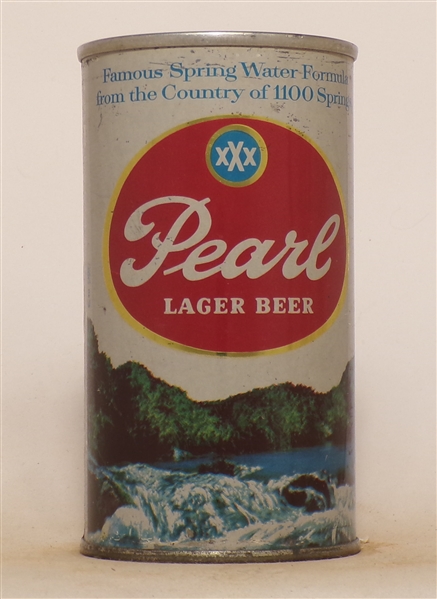 Famous Spring Water Formula
from the Country of 1100 Springs
XXX
Pearl
LAGER BEER